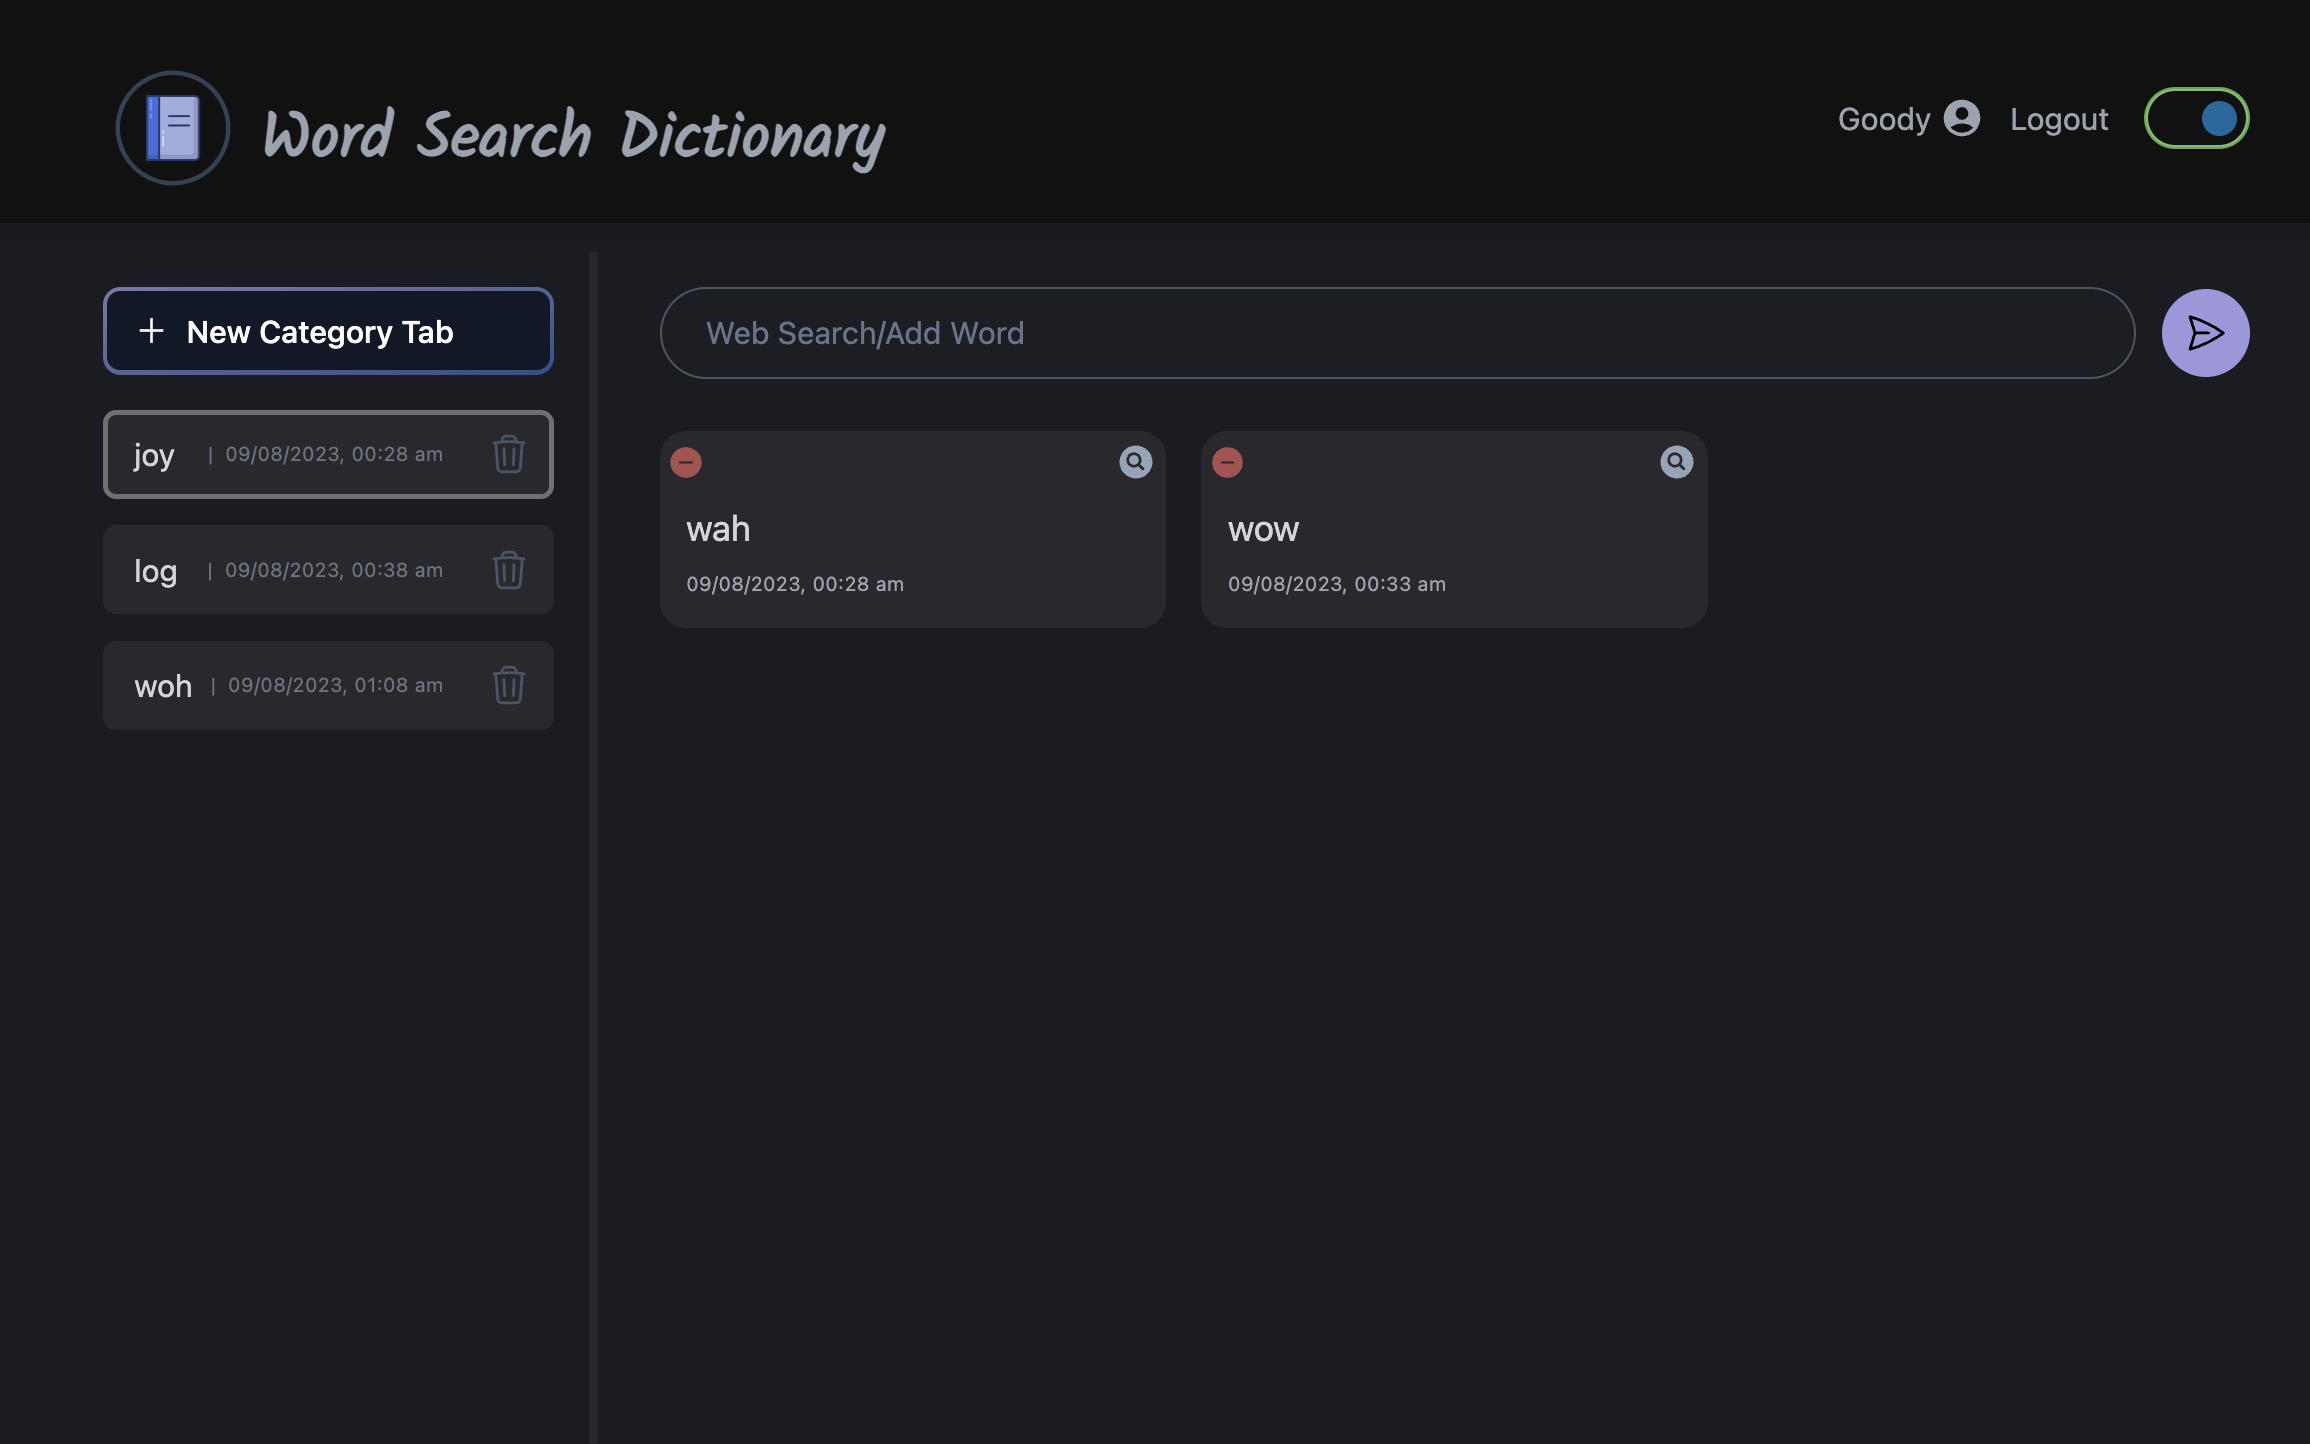 Word Search Dictionary
Goody
Logout
New Category Tab
joy | 09/08/2023, 00:28 am
log | 09/08/2023, 00:38 am
woh | 09/08/2023, 01:08 am
Web Search/Add Word
wah
09/08/2023, 00:28 am
wow
09/08/2023, 00:33 am